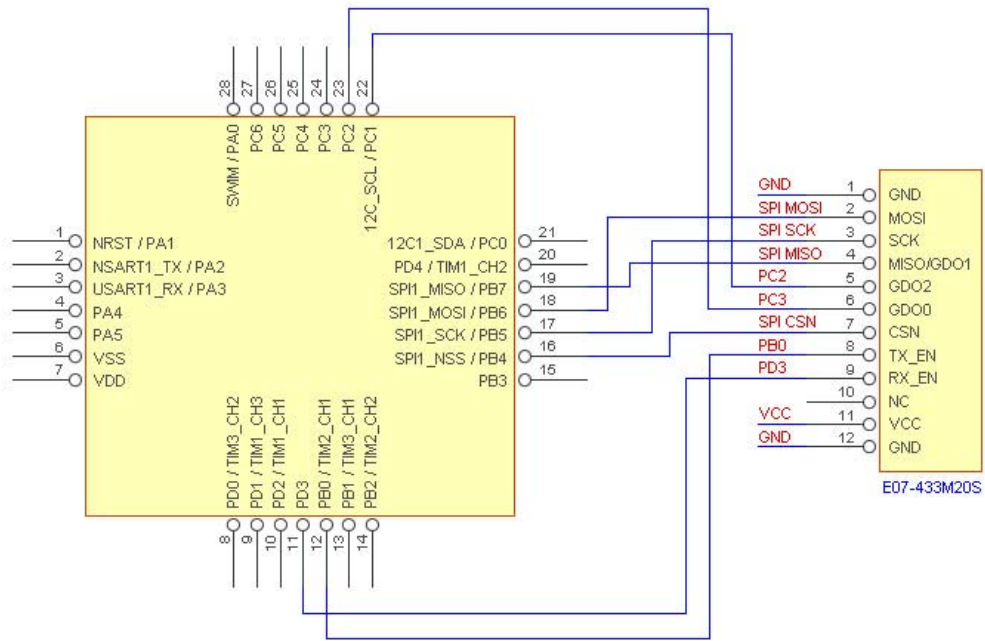 28
27
26
25
24
23
22
SWIM / PA0
PC6
PC5
PC4
PC3
PC2
12C_SCL / PC1
1 NRST / PA1
2 NSART1_TX / PA2
3 USART1_RX / PA3
4 PA4
5 PA5
6 VSS
7 VDD
12C1_SDA / PC0 21
PD4 / TIM1_CH2 20
SPI1_MISO / PB7 19
SPI1_MOSI / PB6 18
SPI1_SCK / PB5 17
SPI1_NSS / PB4 16
PB3 15
PD0 / TIM3_CH2
PD1 / TIM1_CH3
PD2 / TIM1_CH1
PD3
PB0 / TIM2_CH1
PB1 / TIM3_CH1
PB2 / TIM2_CH2
8
9
10
11
12
13
14
GND 1 GND
SPI MOSI 2 MOSI
SPI SCK 3 SCK
SPI MISO 4 MISO/GDO1
PC2 5 GDO2
PC3 6 GDO0
SPI CSN 7 CSN
PB0 8 TX_EN
PD3 9 RX_EN
10 NC
VCC 11 VCC
GND 12 GND
E07-433M20S